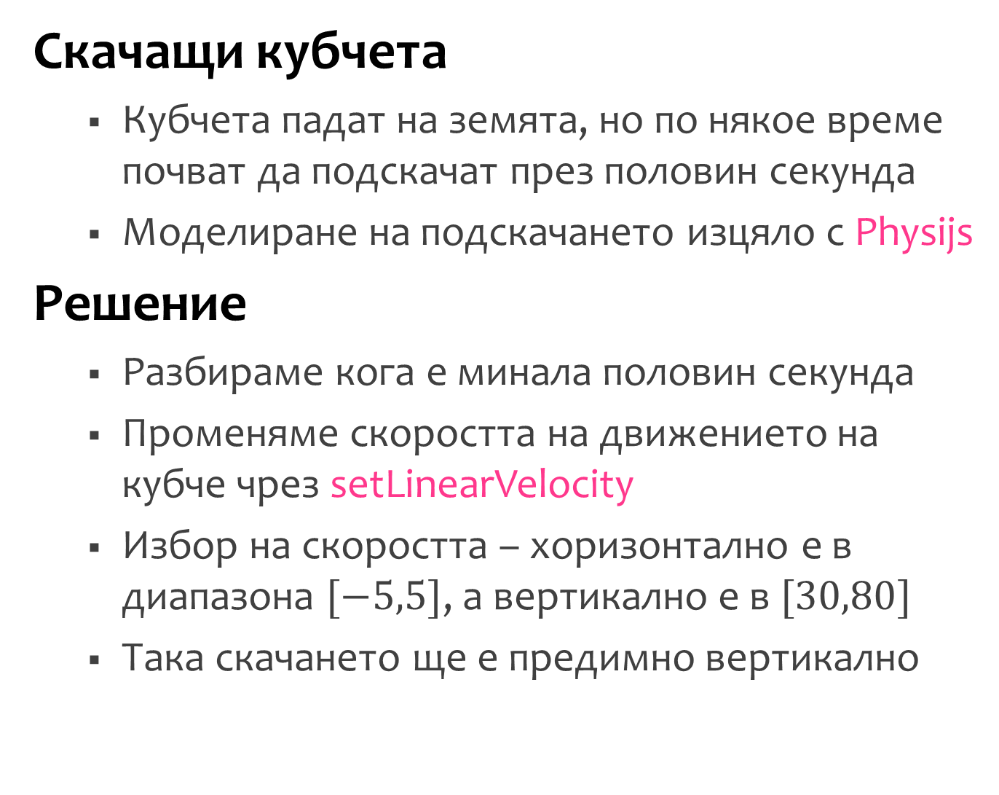 Скачащи кубчета
▪ Кубчета падат на земята, но по някое време
почват да подскачат през половин секунда
▪ Моделиране на подскачането изцяло с Physijs
Решение
▪ Разбираме кога е минала половин секунда
▪ Променяме скоростта на движението на
кубче чрез setLinearVelocity
▪ Избор на скоростта – хоризонтално е в
диапазона [−5,5], а вертикално е в [30,80]
▪ Така скачането ще е предимно вертикално